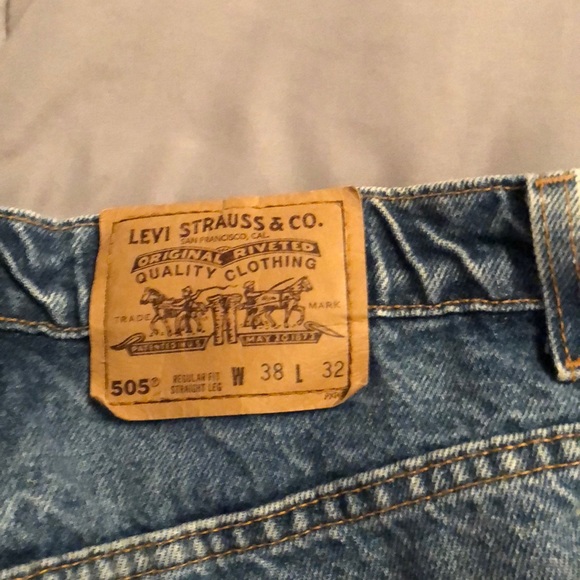 LEVI STRAUSS & CO.
SAN FRANCISCO, CAL.
ORIGINAL RIVETED
QUALITY CLOTHING
TRADE MARK
PATENTED IN U.S. MAY 20 1873
505® REGULAR FIT W 38 L 32
STRAIGHT LEG